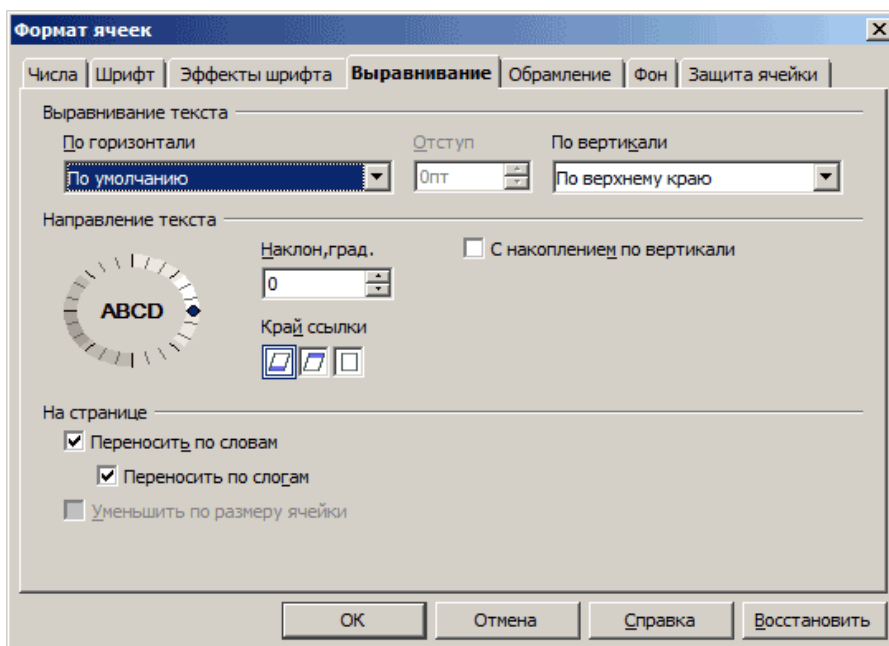 Формат ячеек
Числа Шрифт Эффекты шрифта Выравнивание Обрамление Фон Защита ячейки
Выравнивание текста
По горизонтали Отступ По вертикали
По умолчанию 0пт По верхнему краю
Направление текста
Наклон,град. С накоплением по вертикали
0
ABCD
Край ссылки
На странице
Переносить по словам
Переносить по слогам
Уменьшить по размеру ячейки
OK Отмена Справка Восстановить